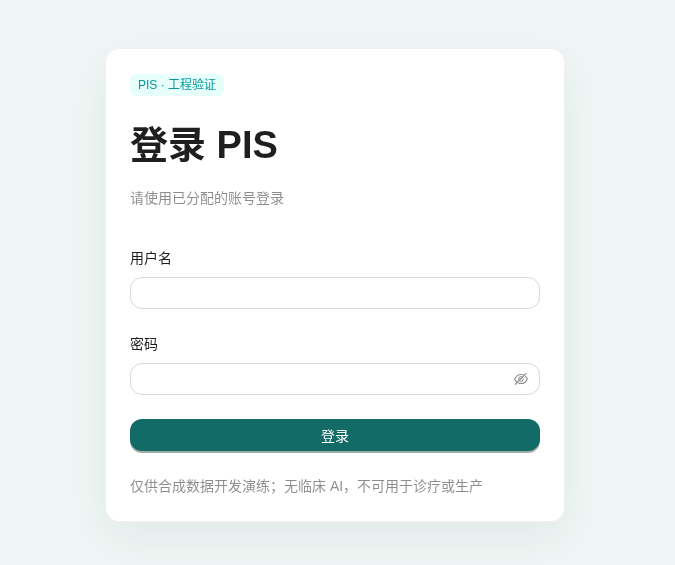 PIS · 工程验证
登录 PIS
请使用已分配的账号登录
用户名
密码
登录
仅供合成数据开发演练；无临床 AI，不可用于诊疗或生产